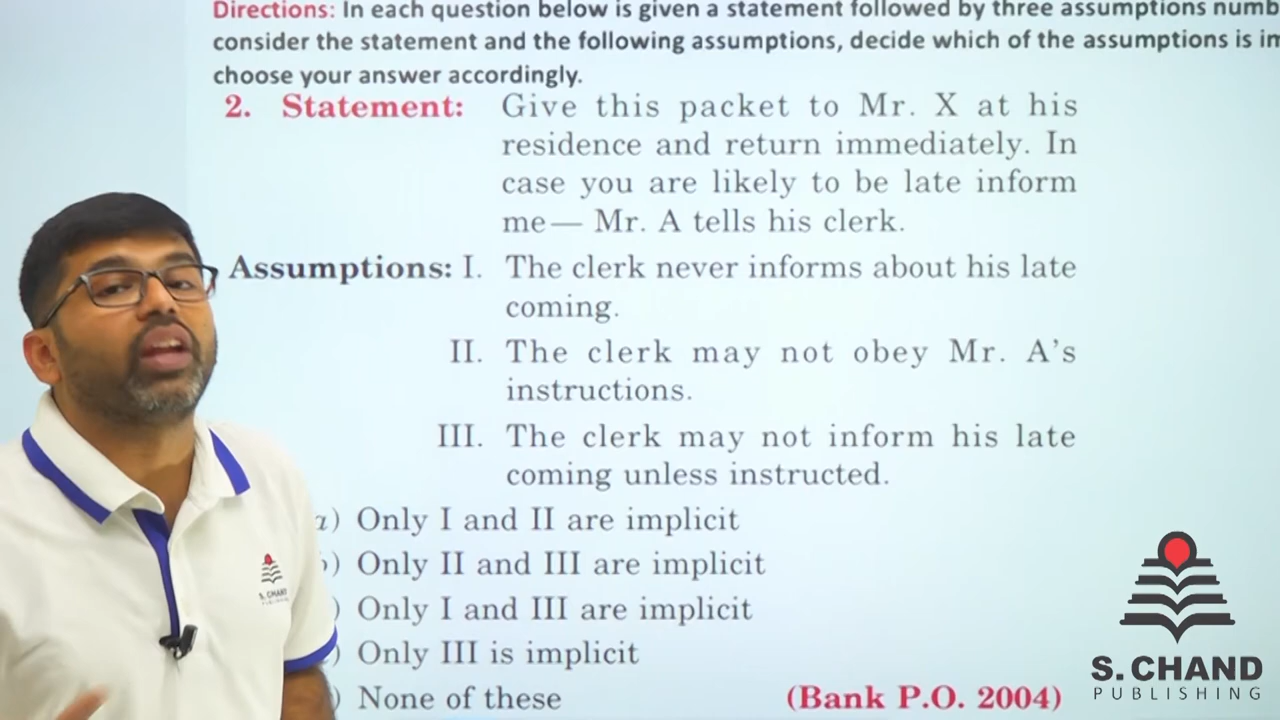 Directions: In each question below is given a statement followed by three assumptions numb
consider the statement and the following assumptions, decide which of the assumptions is im
choose your answer accordingly.
2. Statement: Give this packet to Mr. X at his
residence and return immediately. In
case you are likely to be late inform
me— Mr. A tells his clerk.
Assumptions: I. The clerk never informs about his late
coming.
II. The clerk may not obey Mr. A's
instructions.
III. The clerk may not inform his late
coming unless instructed.
a) Only I and II are implicit
) Only II and III are implicit
) Only I and III are implicit
) Only III is implicit
) None of these (Bank P.O. 2004)
S. CHAND
S. CHAND
PUBLISHING